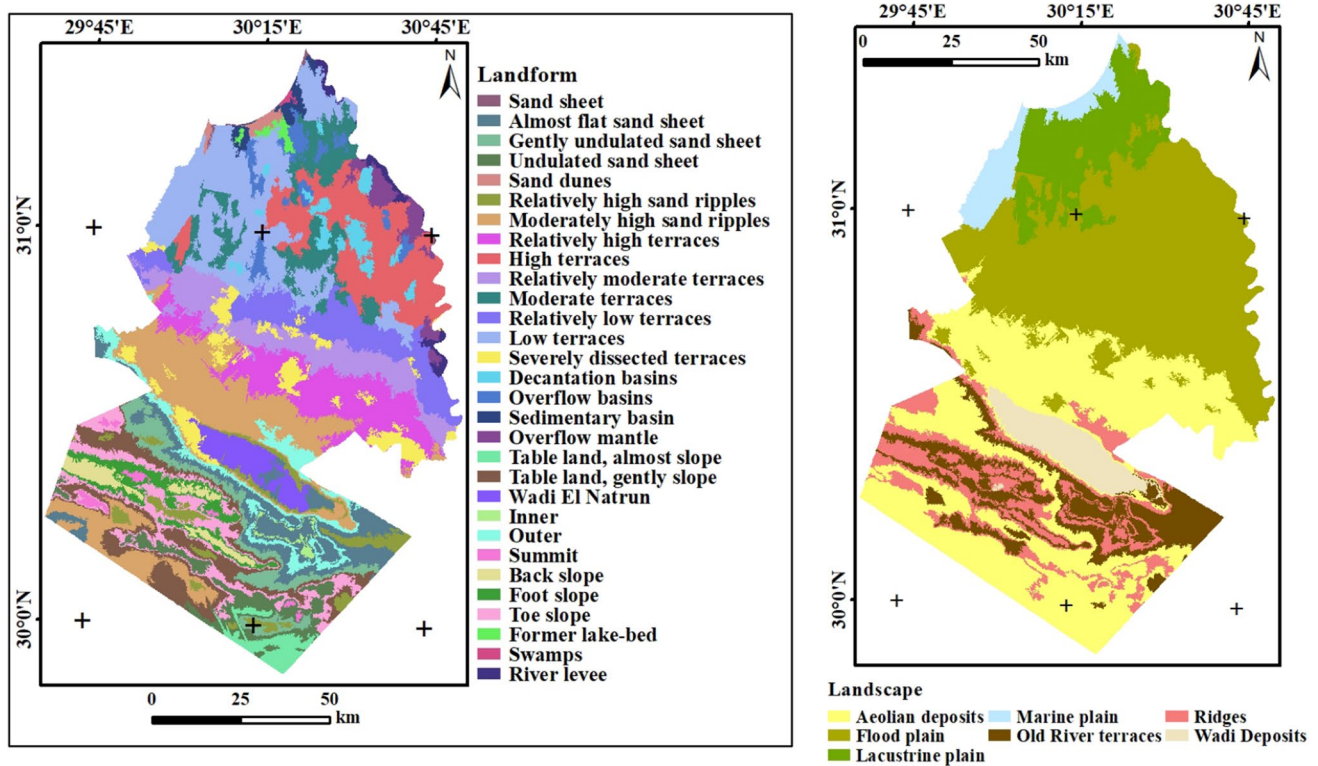 29°45'E 30°15'E 30°45'E
N
31°0'N
30°0'N
0 25 50
km
Landform
Sand sheet
Almost flat sand sheet
Gently undulated sand sheet
Undulated sand sheet
Sand dunes
Relatively high sand ripples
Moderately high sand ripples
Relatively high terraces
High terraces
Relatively moderate terraces
Moderate terraces
Relatively low terraces
Low terraces
Severely dissected terraces
Decantation basins
Overflow basins
Sedimentary basin
Overflow mantle
Table land, almost slope
Table land, gently slope
Wadi El Natrun
Inner
Outer
Summit
Back slope
Foot slope
Toe slope
Former lake-bed
Swamps
River levee
29°45'E 30°15'E 30°45'E
0 25 50
km
N
31°0'N
30°0'N
Landscape
Aeolian deposits Marine plain Ridges
Flood plain Old River terraces Wadi Deposits
Lacustrine plain